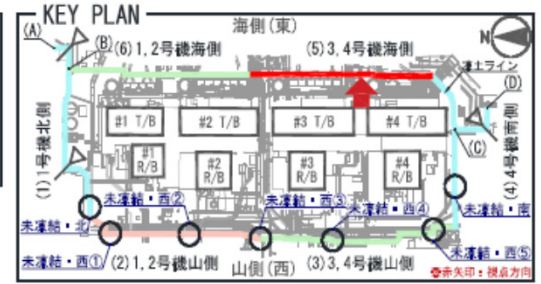 KEY PLAN
海側(東)
N
(A)
(B)
(6)1,2号機海側
(5)3,4号機海側
凍土ライン
(D)
#1 T/B
#2 T/B
#3 T/B
#4 T/B
(C)
(1)1号機北側
(4)4号機南側
#1
R/B
#2
R/B
#3
R/B
#4
R/B
未凍結・北
未凍結・西②
未凍結・西③
未凍結・西④
未凍結・南
未凍結・西①
(2)1,2号機山側
山側(西)
(3)3,4号機山側
未凍結・西⑤
赤矢印:視点方向